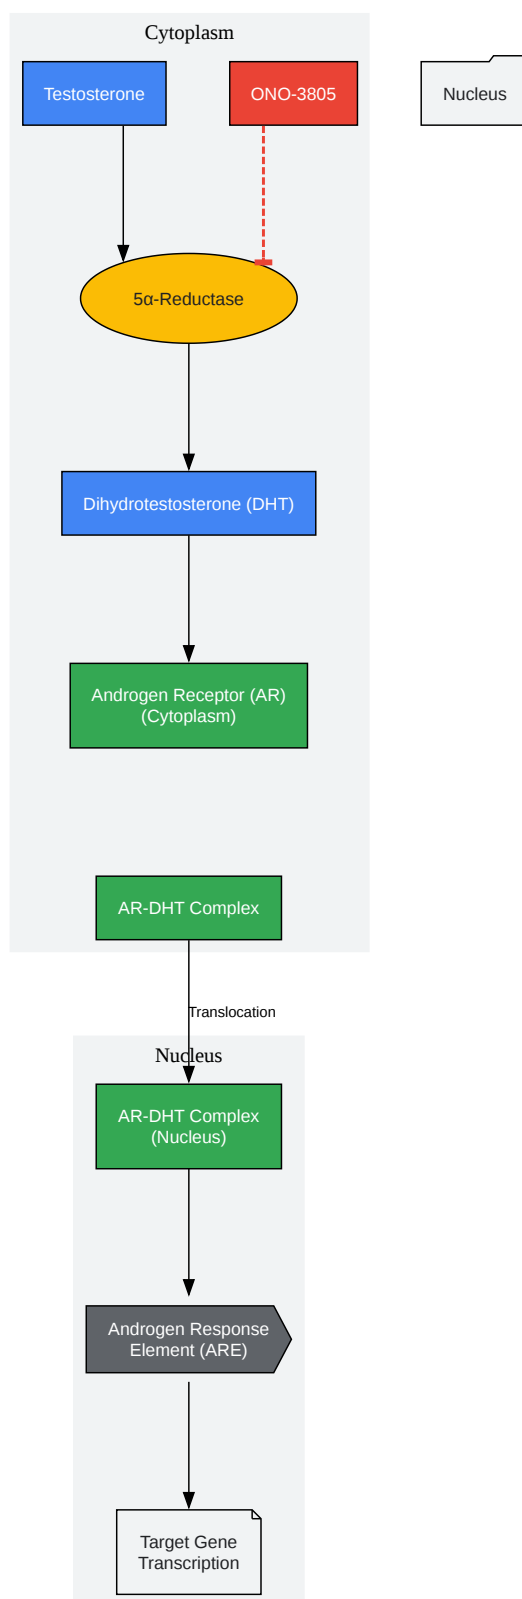 Cytoplasm
Testosterone
ONO-3805
Nucleus
5α-Reductase
Dihydrotestosterone (DHT)
Androgen Receptor (AR)
(Cytoplasm)
AR-DHT Complex
Translocation
Nucleus
AR-DHT Complex
(Nucleus)
Androgen Response
Element (ARE)
Target Gene
Transcription